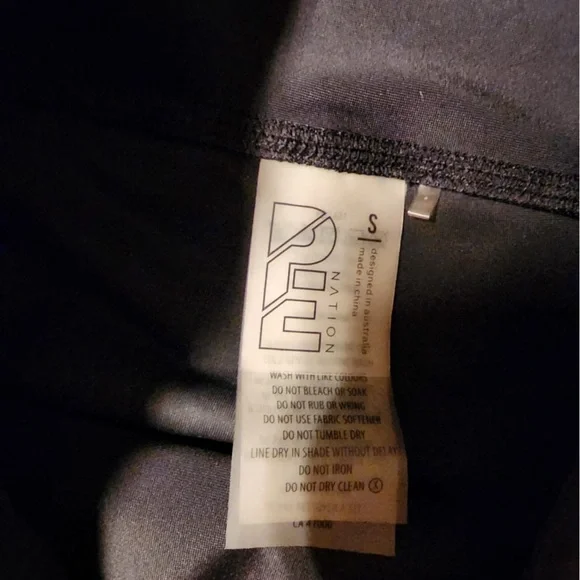 P.E
NATION
S
designed in australia
made in china
WASH WITH LIKE COLOURS
DO NOT BLEACH OR SOAK
DO NOT RUB OR WRING
DO NOT USE FABRIC SOFTENER
DO NOT TUMBLE DRY
LINE DRY IN SHADE WITHOUT DELAY
DO NOT IRON
DO NOT DRY CLEAN